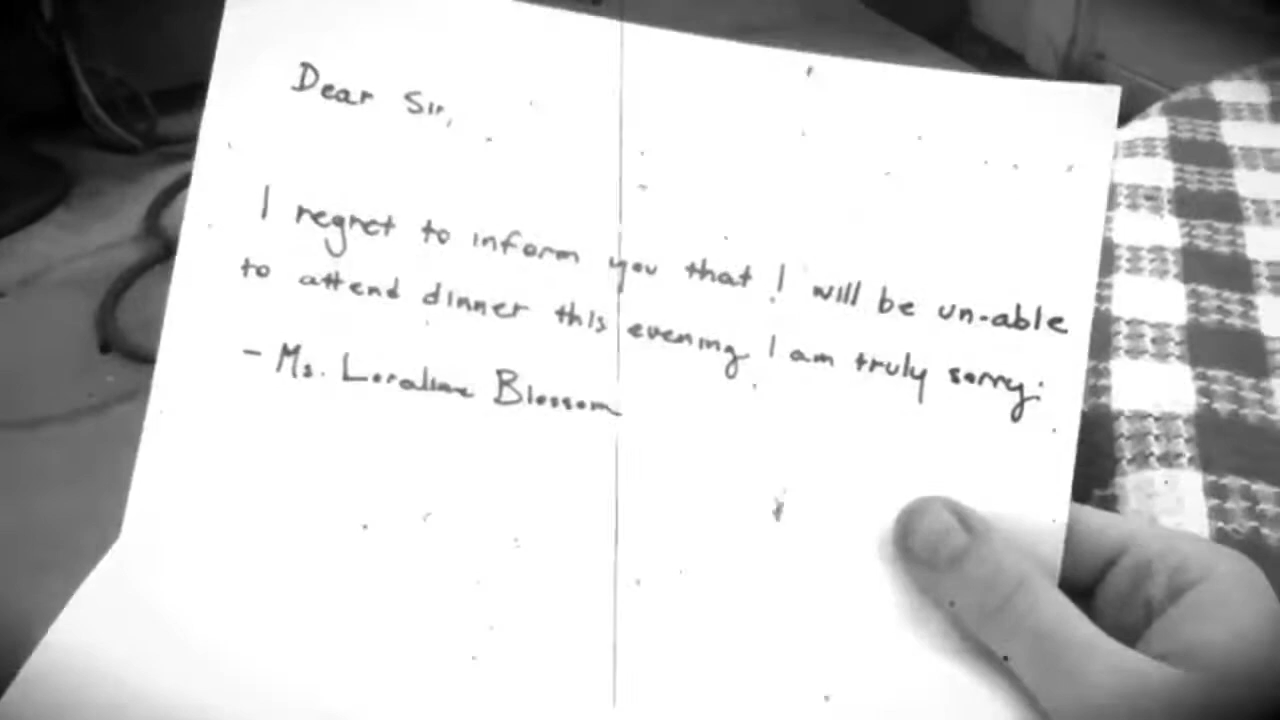 Dear Sir,
I regret to inform you that I will be un-able
to attend dinner this evening I am truly sorry.
- Ms. Loraline Blossom